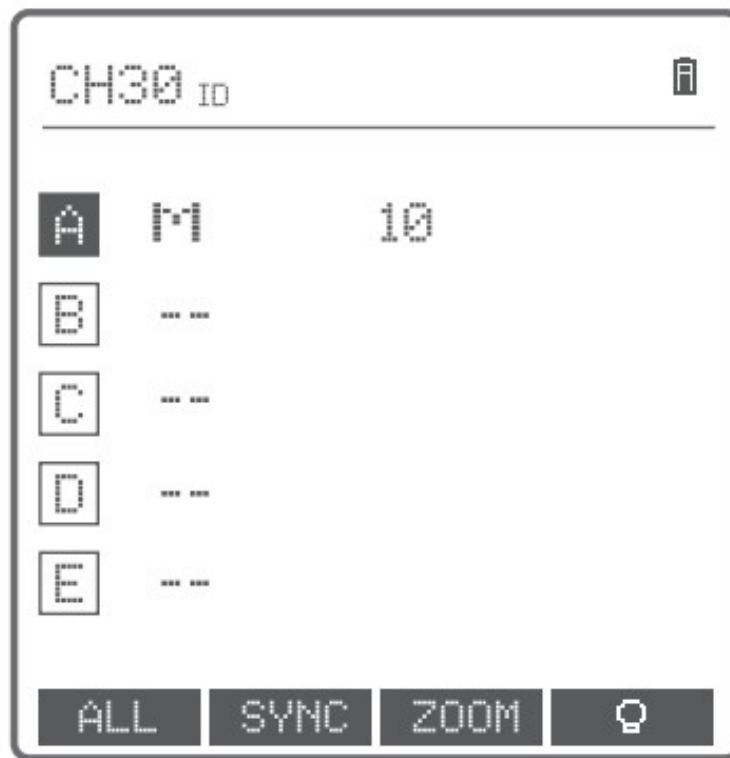 CH30 ID
A M 10
B --
C --
D --
E --
ALL SYNC ZOOM